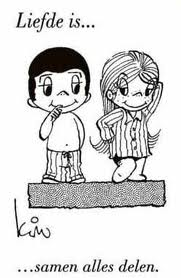 Liefde is...
kim
...samen alles delen.